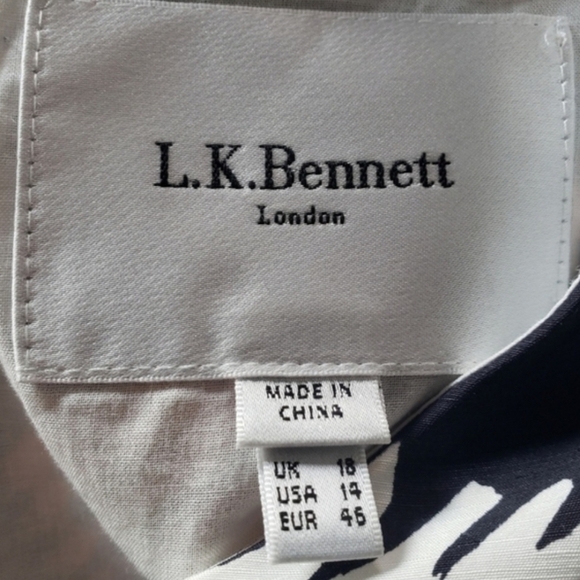 L.K.Bennett
London
MADE IN
CHINA
UK 18
USA 14
EUR 46